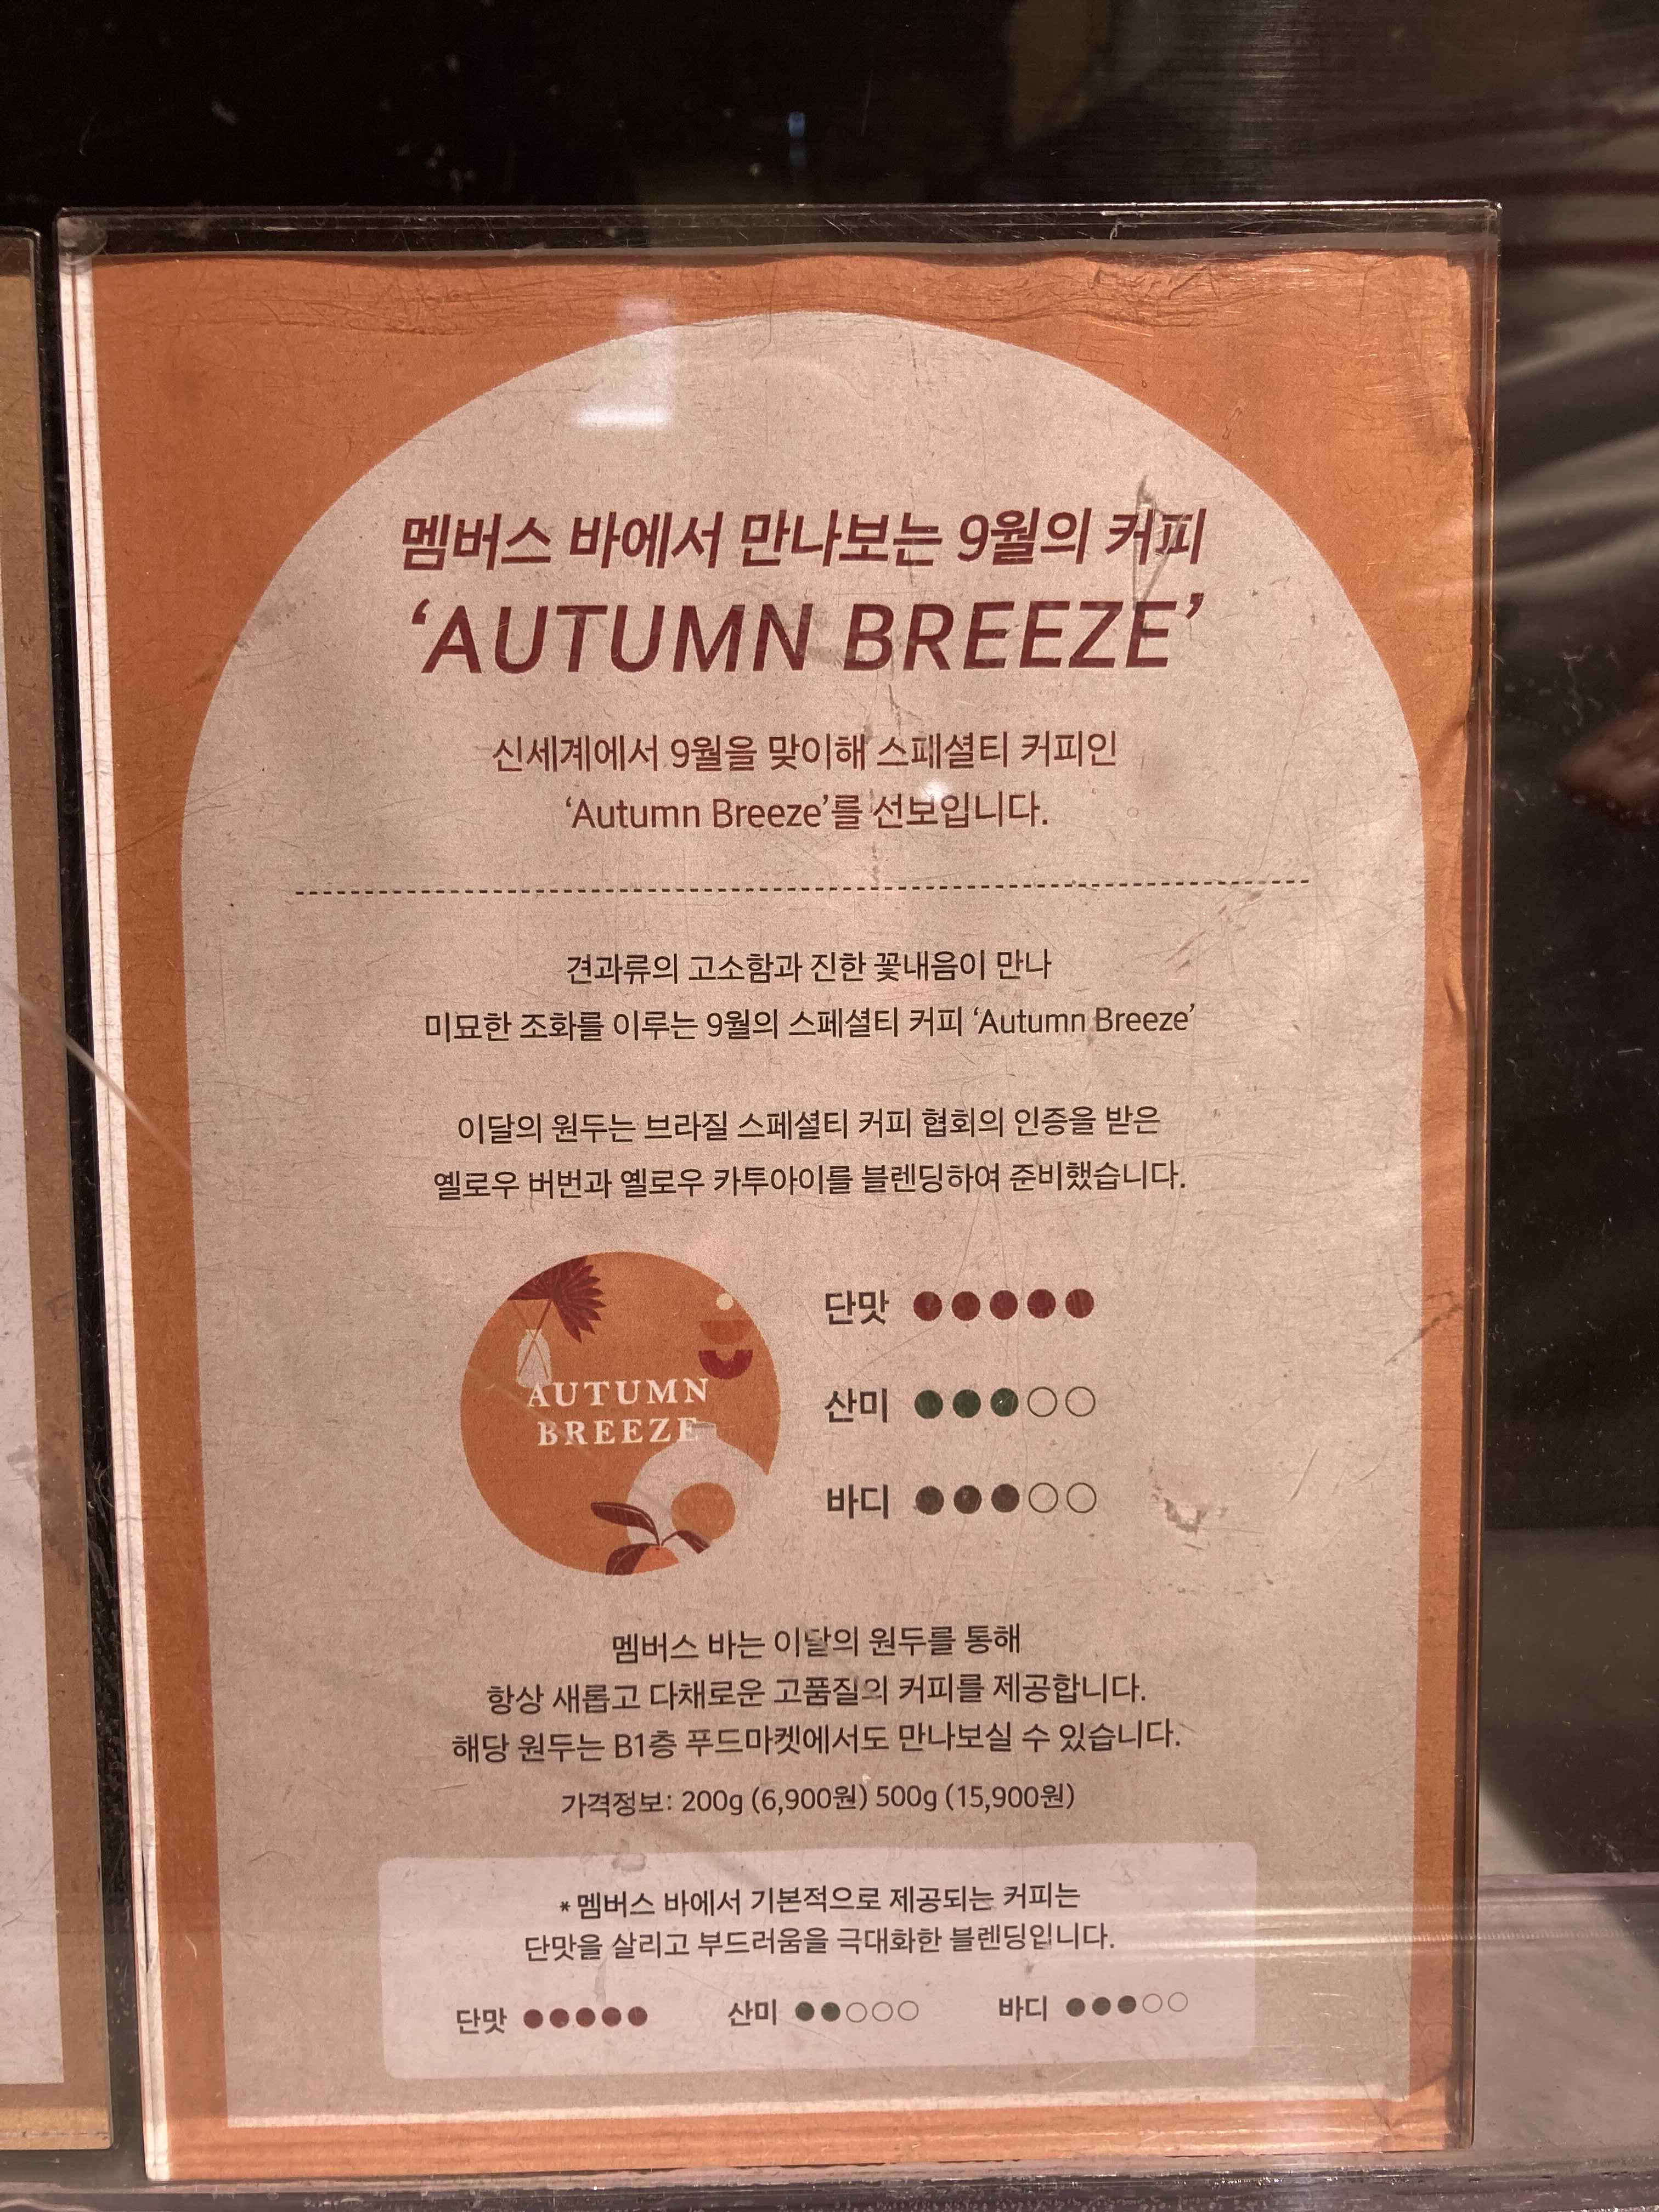 멤버스 바에서 만나보는 9월의 커피
‘AUTUMN BREEZE’
신세계에서 9월을 맞이해 스페셜티 커피인
‘Autumn Breeze’를 선보입니다.
견과류의 고소함과 진한 꽃내음이 만나
미묘한 조화를 이루는 9월의 스페셜티 커피 ‘Autumn Breeze’
이달의 원두는 브라질 스페셜티 커피 협회의 인증을 받은
옐로우 버번과 옐로우 카투아이를 블렌딩하여 준비했습니다.
AUTUMN
BREEZE
단맛 ●●●●●
산미 ●●●○○
바디 ●●●○○
멤버스 바는 이달의 원두를 통해
항상 새롭고 다채로운 고품질의 커피를 제공합니다.
해당 원두는 B1층 푸드마켓에서도 만나보실 수 있습니다.
가격정보: 200g (6,900원) 500g (15,900원)
*멤버스 바에서 기본적으로 제공되는 커피는
단맛을 살리고 부드러움을 극대화한 블렌딩입니다.
단맛 ●●●●● 산미 ●●○○○ 바디 ●●●○○